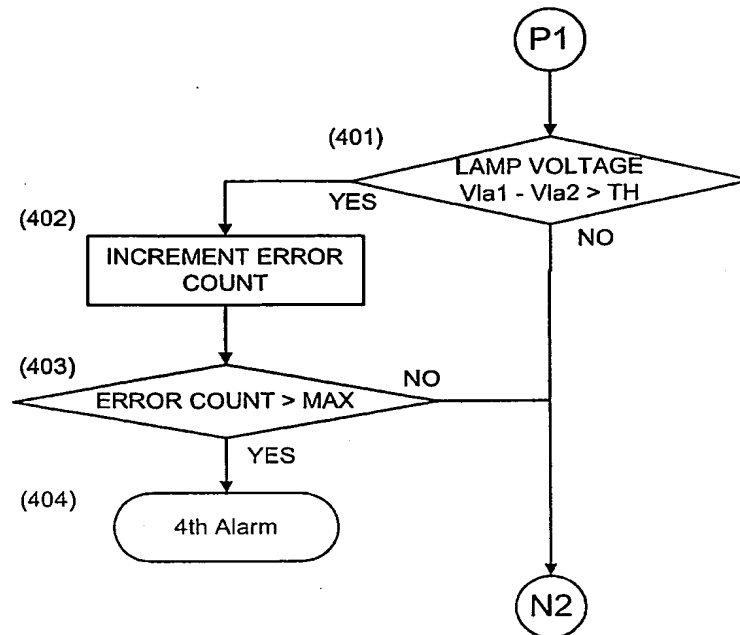 P1
(401)
LAMP VOLTAGE
Vla1 - Vla2 > TH
YES
NO
(402)
INCREMENT ERROR
COUNT
(403)
NO
ERROR COUNT > MAX
YES
(404)
4th Alarm
N2